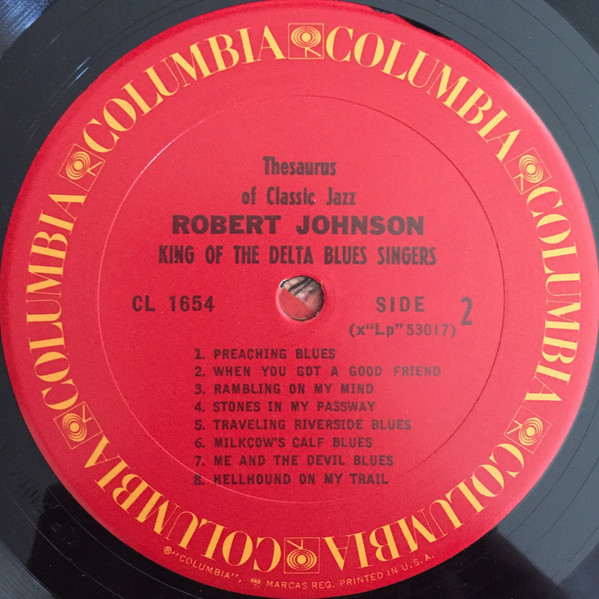 COLUMBIA COLUMBIA COLUMBIA COLUMBIA COLUMBIA COLUMBIA
Thesaurus
of Classic Jazz
ROBERT JOHNSON
KING OF THE DELTA BLUES SINGERS
CL 1654 SIDE 2
(x"Lp"53017)
1. PREACHING BLUES
2. WHEN YOU GOT A GOOD FRIEND
3. RAMBLING ON MY MIND
4. STONES IN MY PASSWAY
5. TRAVELING RIVERSIDE BLUES
6. MILKCOW'S CALF BLUES
7. ME AND THE DEVIL BLUES
8. HELLHOUND ON MY TRAIL
®"COLUMBIA", MARCAS REG. PRINTED IN U.S.A.